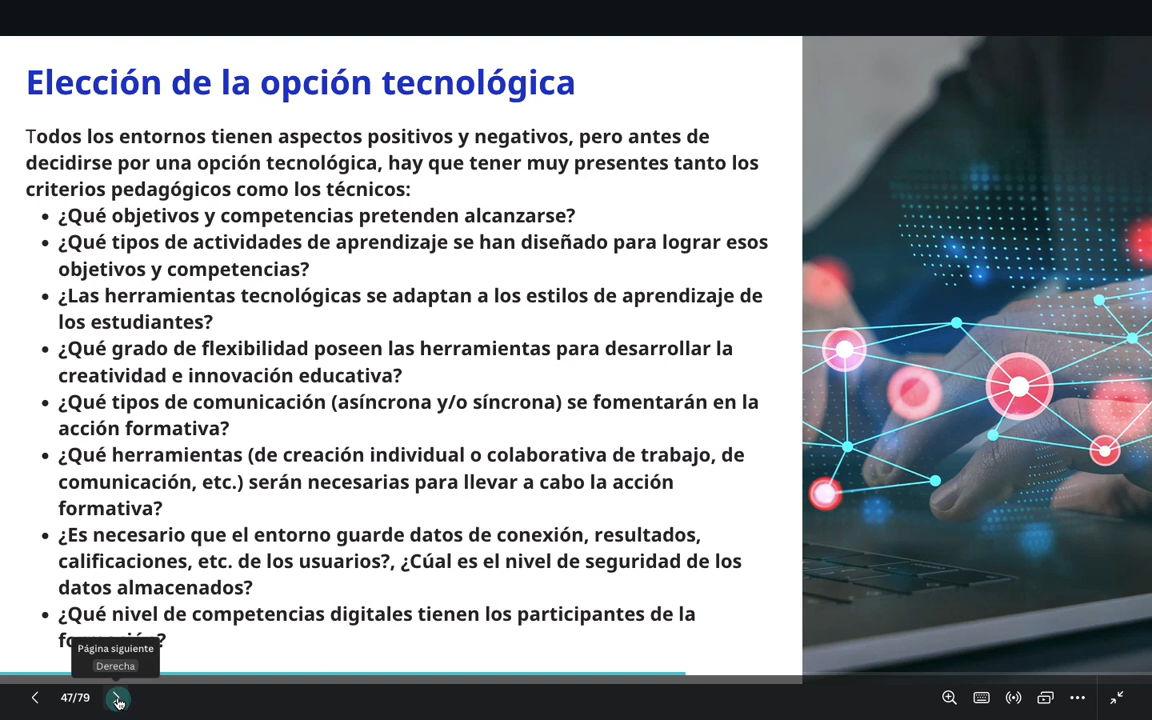 Elección de la opción tecnológica
Todos los entornos tienen aspectos positivos y negativos, pero antes de
decidirse por una opción tecnológica, hay que tener muy presentes tanto los
criterios pedagógicos como los técnicos:
• ¿Qué objetivos y competencias pretenden alcanzarse?
• ¿Qué tipos de actividades de aprendizaje se han diseñado para lograr esos
objetivos y competencias?
• ¿Las herramientas tecnológicas se adaptan a los estilos de aprendizaje de
los estudiantes?
• ¿Qué grado de flexibilidad poseen las herramientas para desarrollar la
creatividad e innovación educativa?
• ¿Qué tipos de comunicación (asíncrona y/o síncrona) se fomentarán en la
acción formativa?
• ¿Qué herramientas (de creación individual o colaborativa de trabajo, de
comunicación, etc.) serán necesarias para llevar a cabo la acción
formativa?
• ¿Es necesario que el entorno guarde datos de conexión, resultados,
calificaciones, etc. de los usuarios?, ¿Cúal es el nivel de seguridad de los
datos almacenados?
• ¿Qué nivel de competencias digitales tienen los participantes de la
Página siguiente
Derecha
47/79